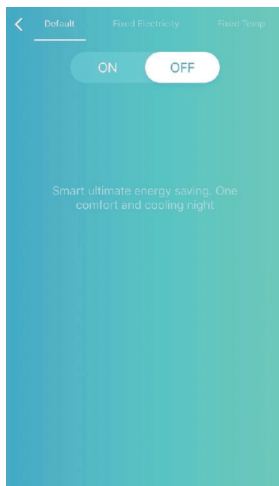 Default Fixed Electricity Fixed Temp
ON OFF
Smart ultimate energy saving. One
comfort and cooling night